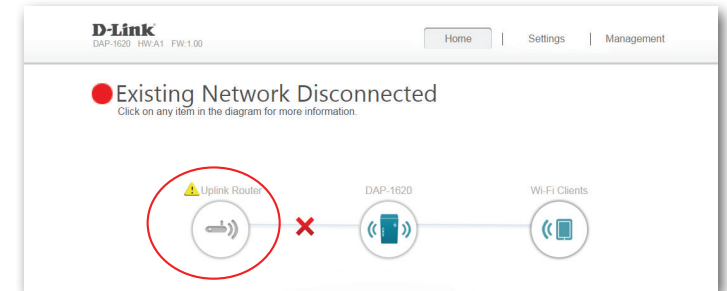 D-Link
DAP-1620 HW:A1 FW:1.00
Home | Settings | Management
Existing Network Disconnected
Click on any item in the diagram for more information.
Uplink Router DAP-1620 Wi-Fi Clients